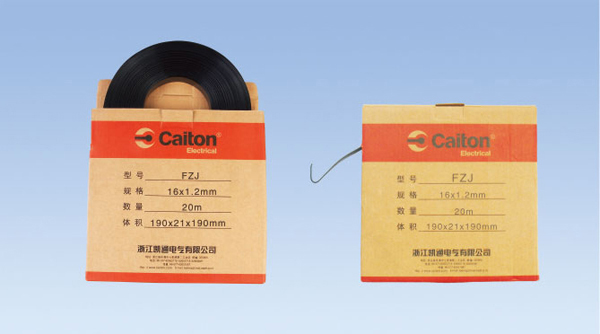 Caiton®
Electrical
型号 FZJ
规格 16x1.2mm
数量 20m
体积 190x21x190mm
浙江凯通电专有限公司
Caiton®
Electrical
型号 FZJ
规格 16x1.2mm
数量 20m
体积 190x21x190mm
浙江凯通电专有限公司